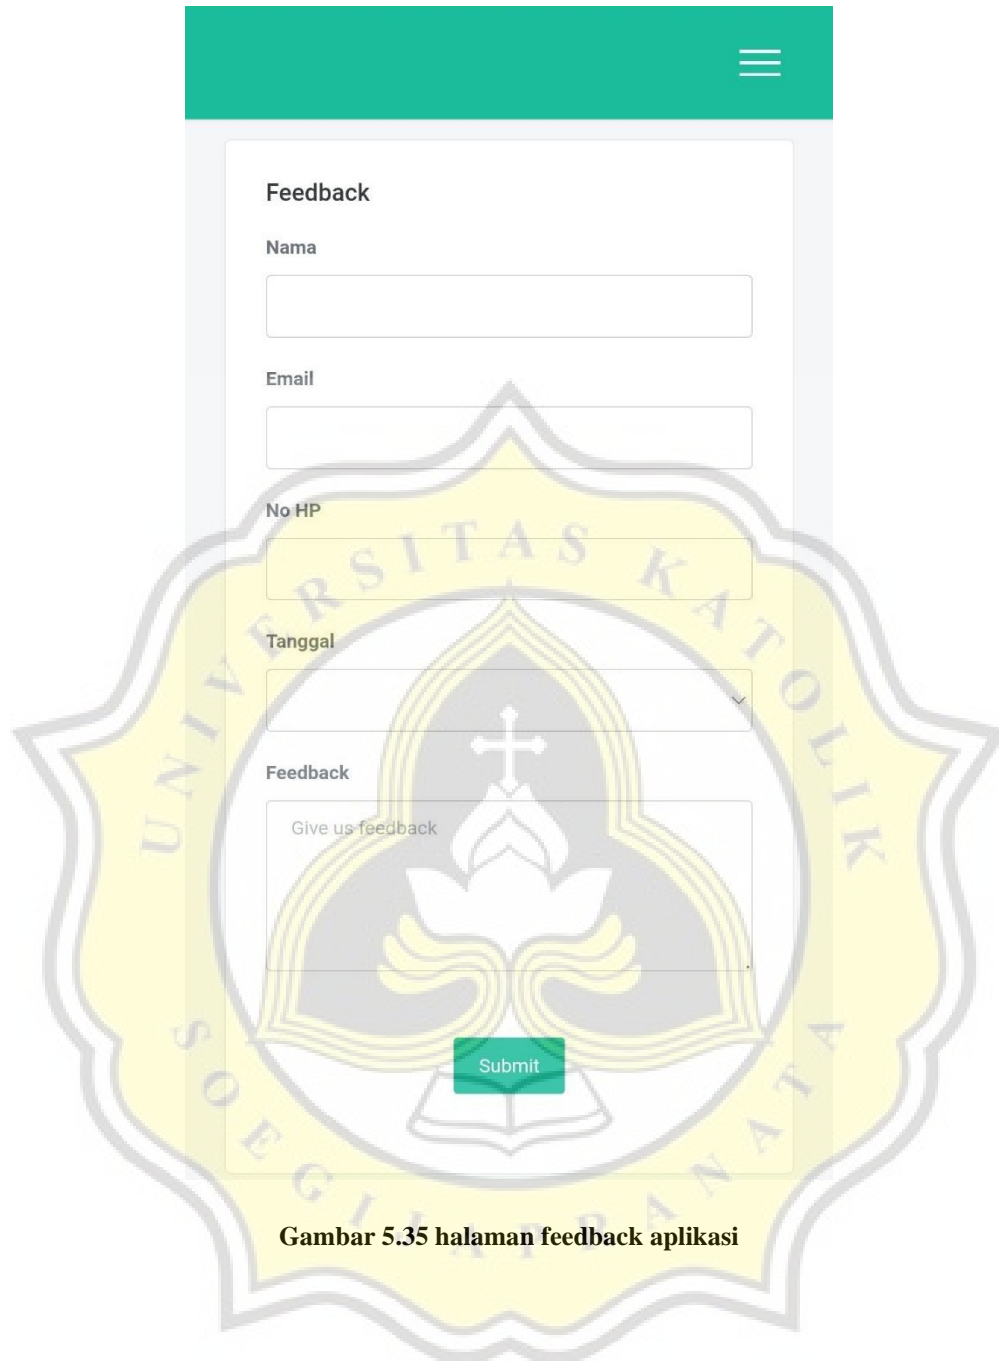 Feedback
Nama
Email
No HP
Tanggal
Feedback
Give us feedback
Submit
UNIVERSITAS KATOLIK
SOEGIJAPRANATA
Gambar 5.35 halaman feedback aplikasi